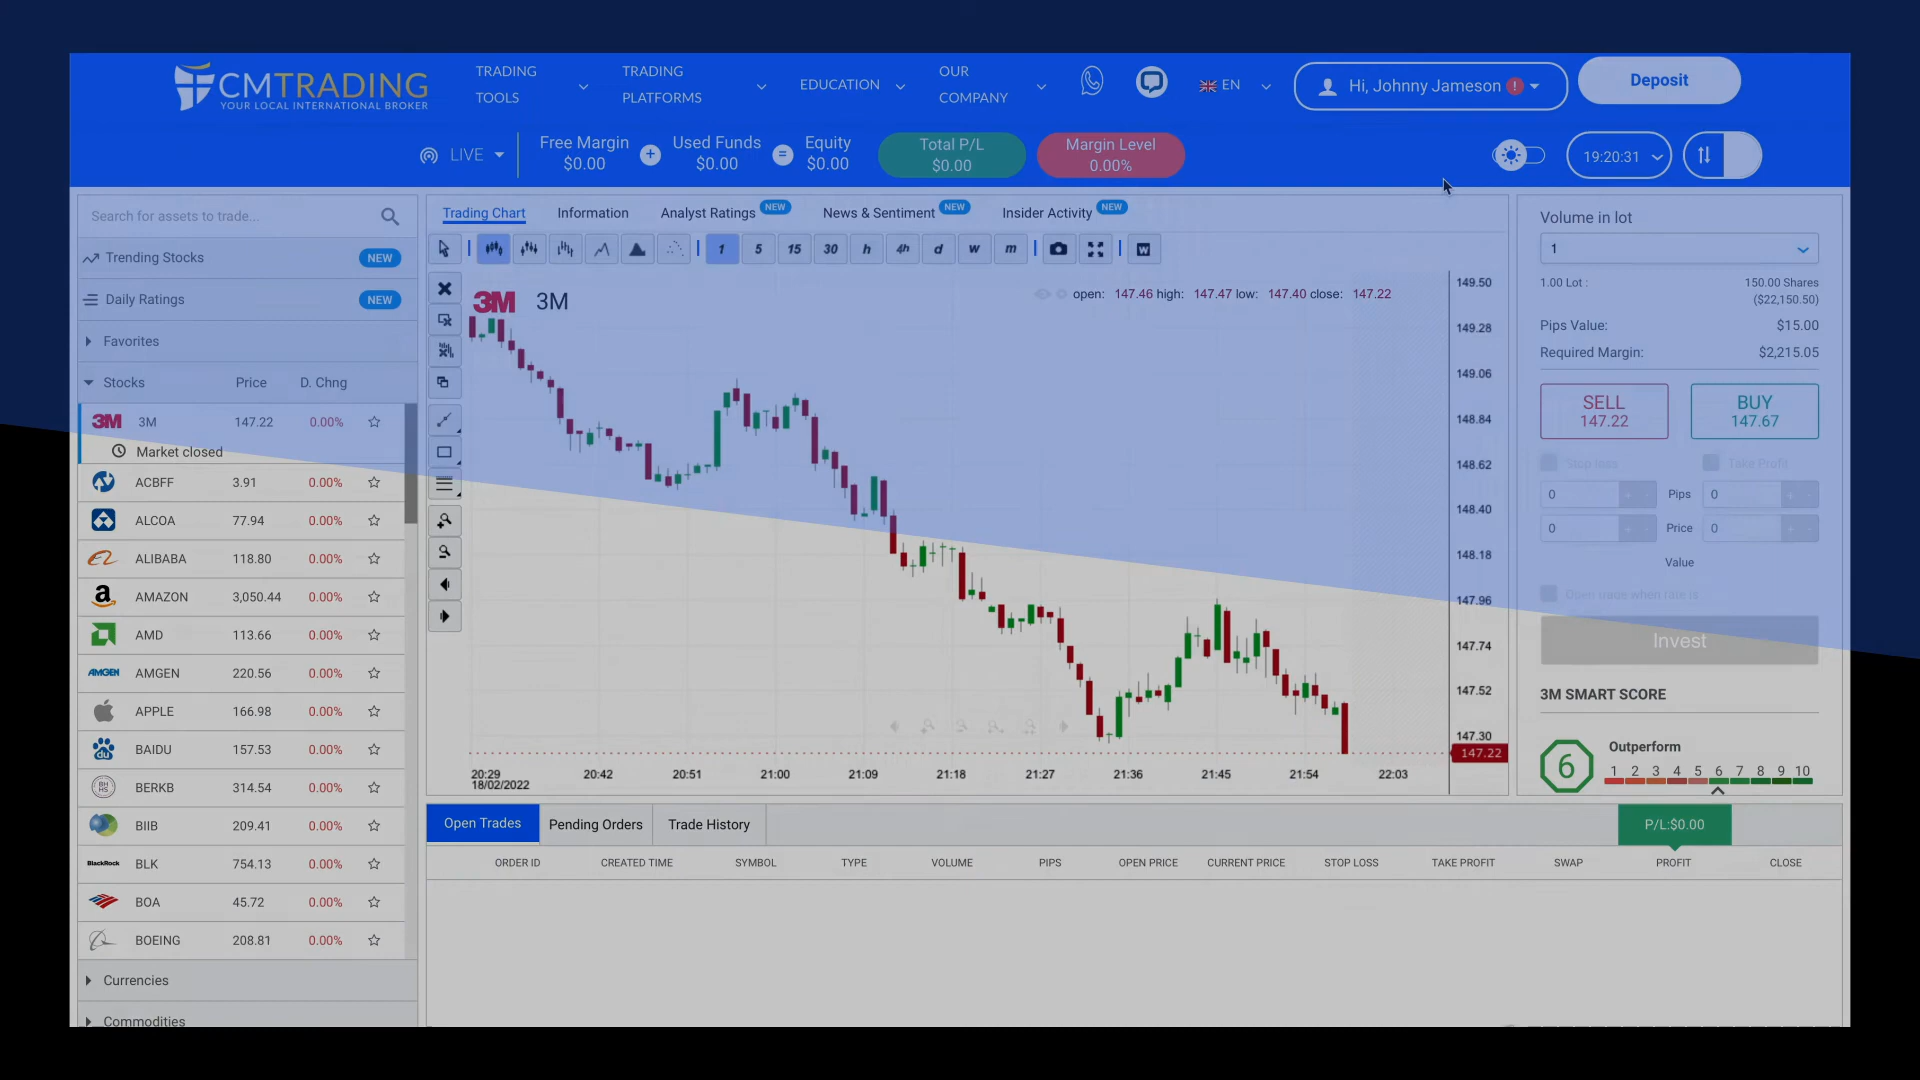 CMTRADING
YOUR LOCAL INTERNATIONAL BROKER
TRADING
TOOLS
TRADING
PLATFORMS
EDUCATION
OUR
COMPANY
EN
Hi, Johnny Jameson !
Deposit
LIVE
Free Margin
$0.00
+
Used Funds
$0.00
=
Equity
$0.00
Total P/L
$0.00
Margin Level
0.00%
19:20:31
Search for assets to trade...
Trending Stocks NEW
Daily Ratings NEW
Favorites
Stocks Price D. Chng
3M 3M 147.22 0.00%
Market closed
ACBFF 3.91 0.00%
ALCOA 77.94 0.00%
ALIBABA 118.80 0.00%
a AMAZON 3,050.44 0.00%
AMD 113.66 0.00%
AMGEN AMGEN 220.56 0.00%
APPLE 166.98 0.00%
du BAIDU 157.53 0.00%
BH HS BERKB 314.54 0.00%
BIIB 209.41 0.00%
BlackRock BLK 754.13 0.00%
BOA 45.72 0.00%
BOEING 208.81 0.00%
Currencies
Commodities
Trading Chart Information Analyst Ratings NEW News & Sentiment NEW Insider Activity NEW
1 5 15 30 h 4h d w m W
3M 3M
open: 147.46 high: 147.47 low: 147.40 close: 147.22
149.50
149.28
149.06
148.84
148.62
148.40
148.18
147.96
147.74
147.52
147.30
147.22
20:29 20:42 20:51 21:00 21:09 21:18 21:27 21:36 21:45 21:54 22:03
18/02/2022
Volume in lot
1
1.00 Lot : 150.00 Shares
($22,150.50)
Pips Value: $15.00
Required Margin: $2,215.05
SELL
147.22
BUY
147.67
Stop loss Take Profit
0 + - Pips 0 + -
0 + - Price 0 + -
Value
Open trade when rate is
Invest
3M SMART SCORE
6
Outperform
1 2 3 4 5 6 7 8 9 10
Open Trades Pending Orders Trade History P/L:$0.00
ORDER ID CREATED TIME SYMBOL TYPE VOLUME PIPS OPEN PRICE CURRENT PRICE STOP LOSS TAKE PROFIT SWAP PROFIT CLOSE